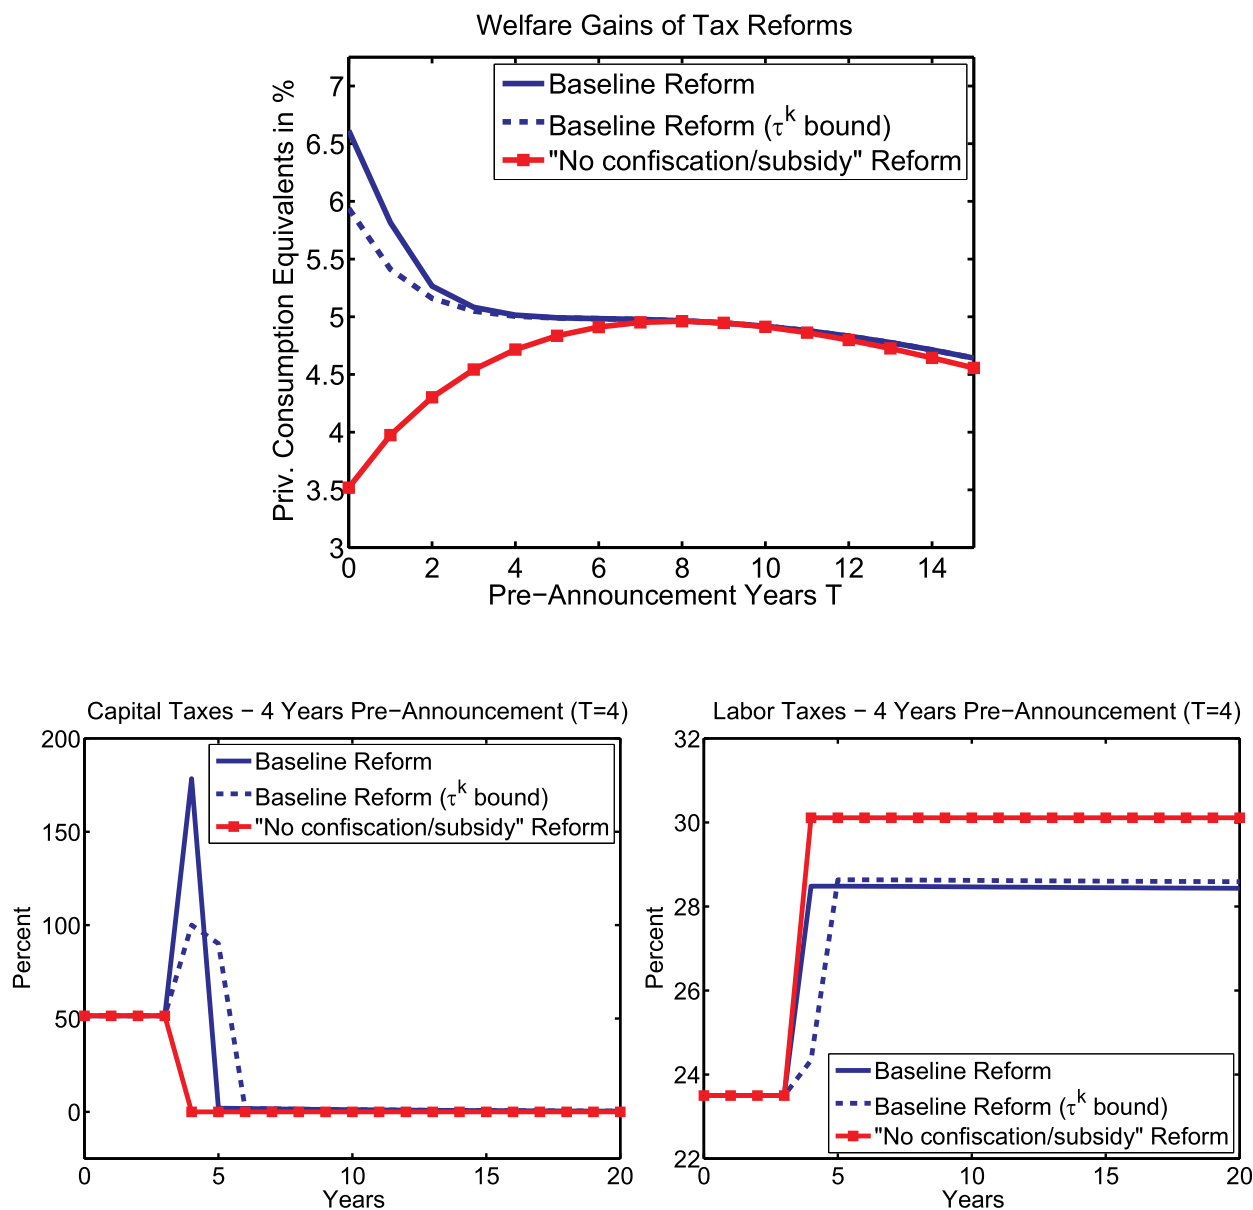 Welfare Gains of Tax Reforms
Priv. Consumption Equivalents in %
7
6.5
6
5.5
5
4.5
4
3.5
3
Baseline Reform
Baseline Reform (τk bound)
"No confiscation/subsidy" Reform
0 2 4 6 8 10 12 14
Pre−Announcement Years T
Capital Taxes − 4 Years Pre−Announcement (T=4)
Percent
200
150
100
50
0
Baseline Reform
Baseline Reform (τk bound)
"No confiscation/subsidy" Reform
0 5 10 15 20
Years
Labor Taxes − 4 Years Pre−Announcement (T=4)
Percent
32
30
28
26
24
22
Baseline Reform
Baseline Reform (τk bound)
"No confiscation/subsidy" Reform
0 5 10 15 20
Years